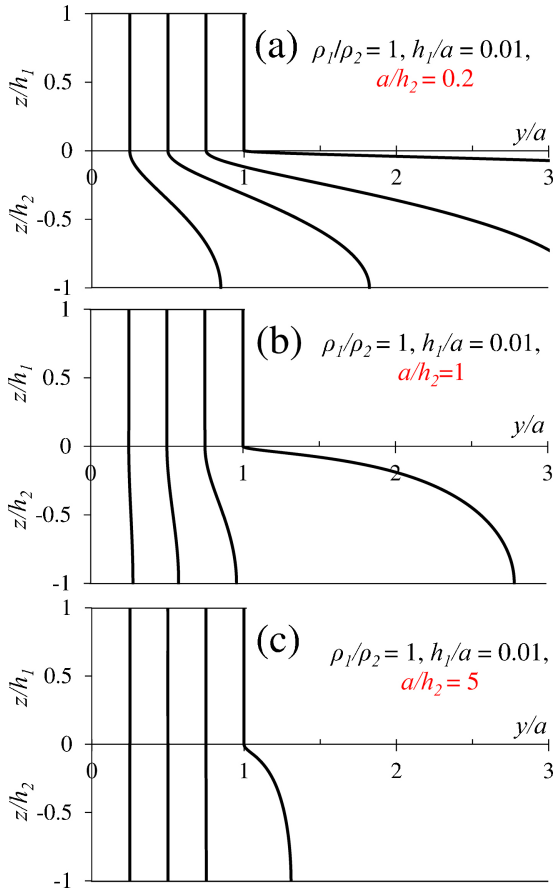 1
(a)
ρ₁/ρ₂ = 1, h₁/a = 0.01,
a/h₂ = 0.2
z/h₁
0.5
y/a
0
0
1
2
3
z/h₂
-0.5
-1
1
(b)
ρ₁/ρ₂ = 1, h₁/a = 0.01,
a/h₂=1
z/h₁
0.5
y/a
0
0
1
2
3
z/h₂
-0.5
-1
1
(c)
ρ₁/ρ₂ = 1, h₁/a = 0.01,
a/h₂ = 5
z/h₁
0.5
y/a
0
0
1
2
3
z/h₂
-0.5
-1